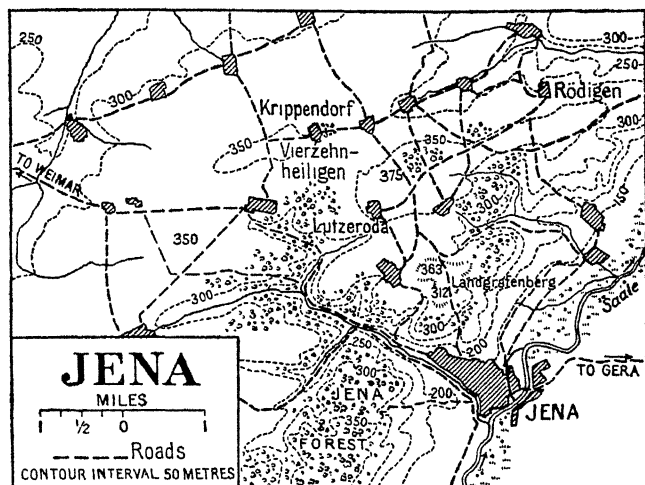 300
250
250
300
Rödigen
Krippendorf
300
350
350
Vierzehn-
heiligen
375
TO WEIMAR
300
150
Lutzeroda
350
363
Landgrafenberg
312
300
300
Saale
200
250
JENA
MILES
½ 0 1
Roads
CONTOUR INTERVAL 50 METRES
300
JENA
350
FOREST
200
TO GERA
JENA